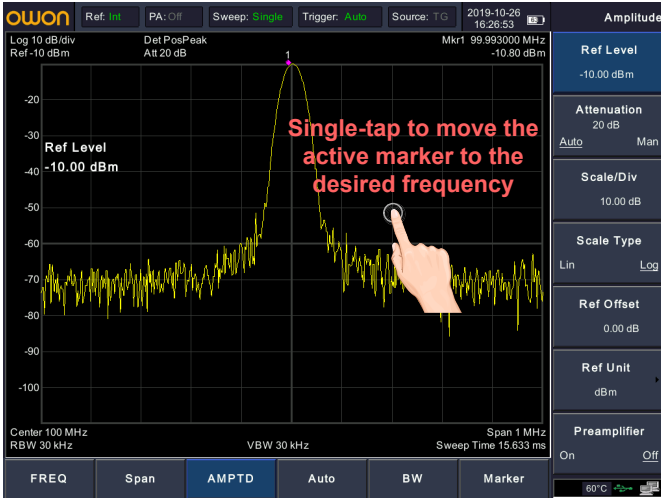 owon
Ref: Int
PA: Off
Sweep: Single
Trigger: Auto
Source: TG
2019-10-26
16:26:53
Amplitude
Log 10 dB/div
Det PosPeak
Mkr1 99.993000 MHz
Ref -10 dBm
Att 20 dB
-10.80 dBm
1
-20
-30
-40
-50
-60
-70
-80
-90
-100
Ref Level
-10.00 dBm
Single-tap to move the
active marker to the
desired frequency
Center 100 MHz
Span 1 MHz
RBW 30 kHz
VBW 30 kHz
Sweep Time 15.633 ms
Ref Level
-10.00 dBm
Attenuation
20 dB
Auto Man
Scale/Div
10.00 dB
Scale Type
Lin Log
Ref Offset
0.00 dB
Ref Unit
dBm
Preamplifier
On Off
FREQ
Span
AMPTD
Auto
BW
Marker
60°C